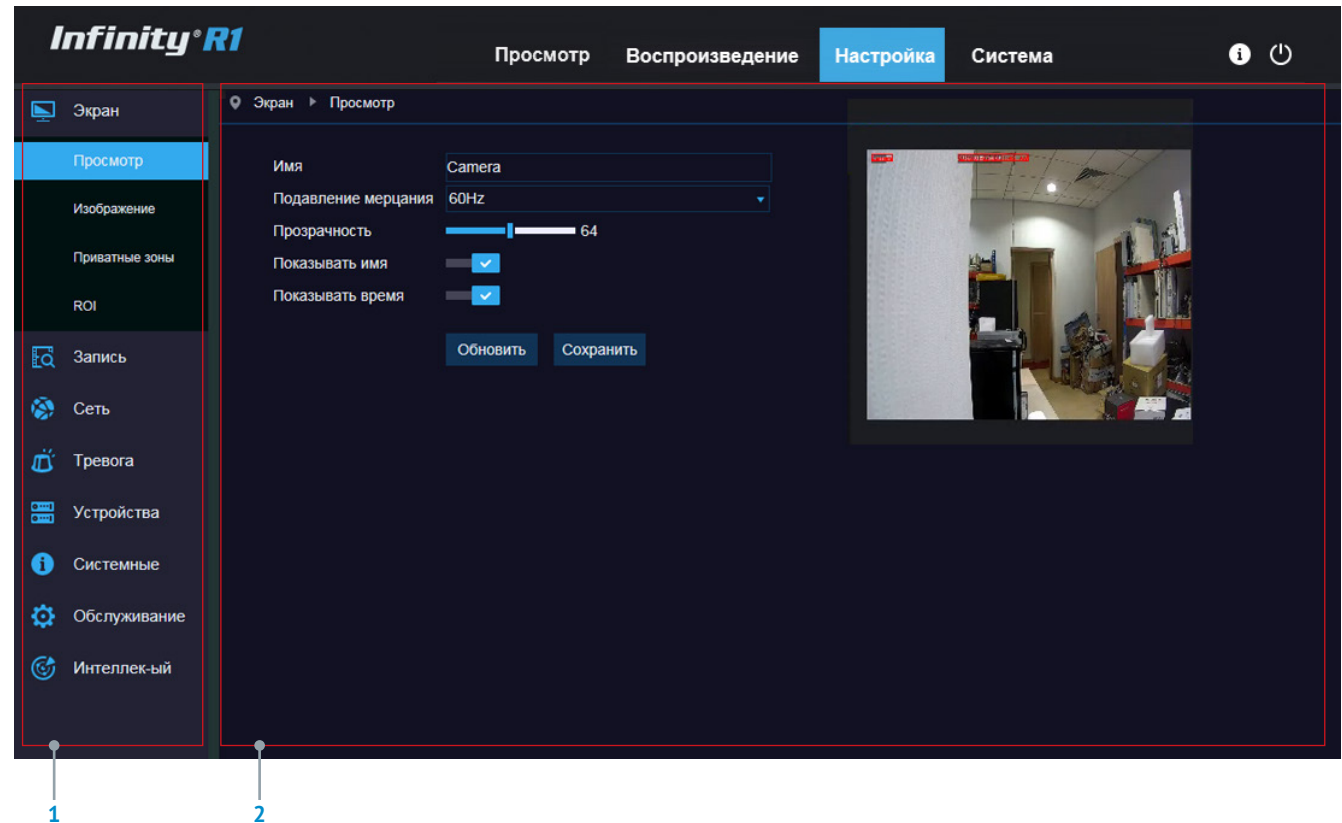 Infinity® R1
Просмотр Воспроизведение Настройка Система
Экран
Просмотр
Изображение
Приватные зоны
ROI
Запись
Сеть
Тревога
Устройства
Системные
Обслуживание
Интеллек-ый
Экран Просмотр
Имя Camera
Подавление мерцания 60Hz
Прозрачность 64
Показывать имя
Показывать время
Обновить Сохранить
1 2